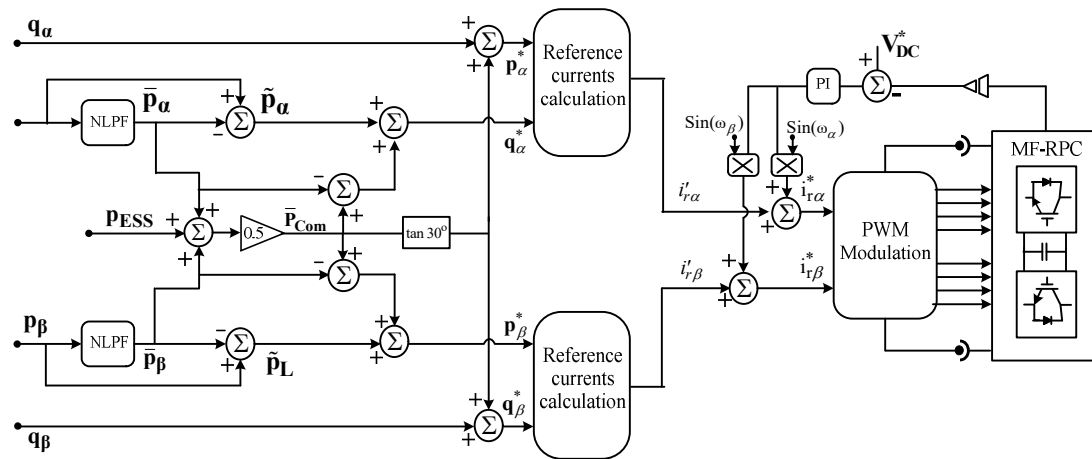 q_α
+
+
Σ
p*_α
Reference
currents
calculation
V*_DC
+
Σ
-
PI
p̄_α
+
-
Σ
p̃_α
NLPF
+
+
Σ
q*_α
Sin(ω_β)
Sin(ω_α)
MF-RPC
-
Σ
+
i'_rα
+
+
Σ
i*_rα
PWM
Modulation
p_ESS
+
+
+
Σ
0.5
p̄_Com
tan 30°
+
-
Σ
i'_rβ
+
+
Σ
i*_rβ
p_β
NLPF
p̄_β
-
+
Σ
p̃_L
+
+
Σ
p*_β
Reference
currents
calculation
+
+
Σ
q*_β
q_β